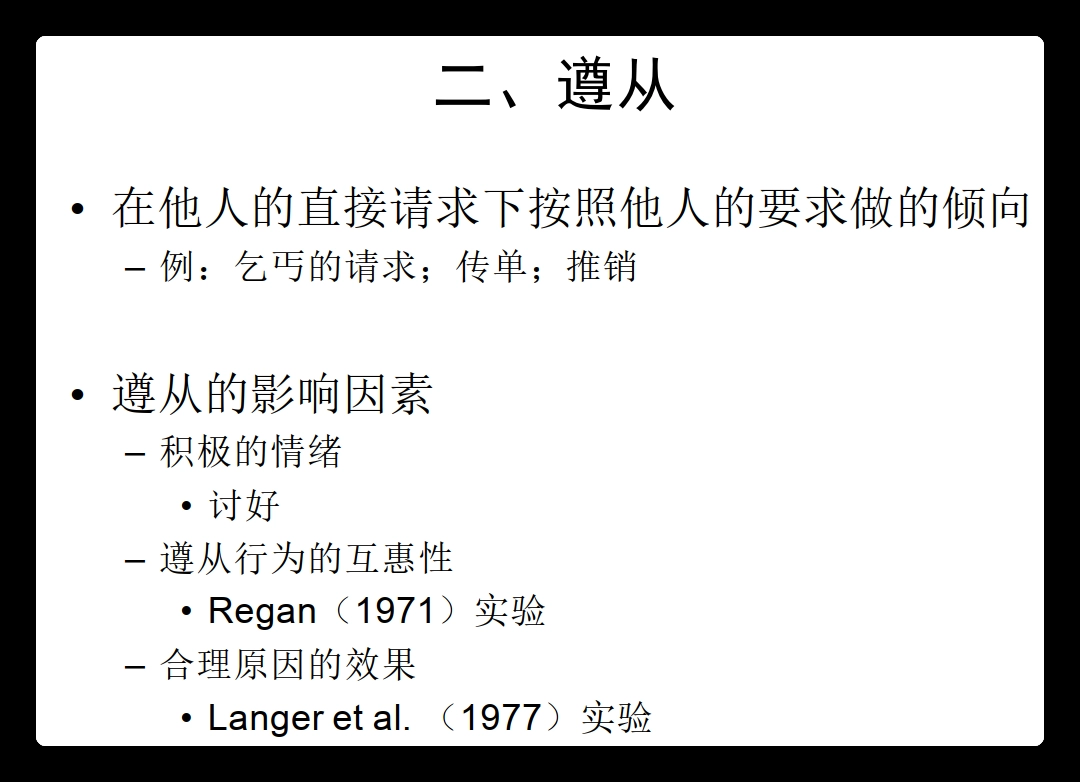 二、遵从
• 在他人的直接请求下按照他人的要求做的倾向
– 例：乞丐的请求；传单；推销
• 遵从的影响因素
– 积极的情绪
• 讨好
– 遵从行为的互惠性
• Regan（1971）实验
– 合理原因的效果
• Langer et al. （1977）实验